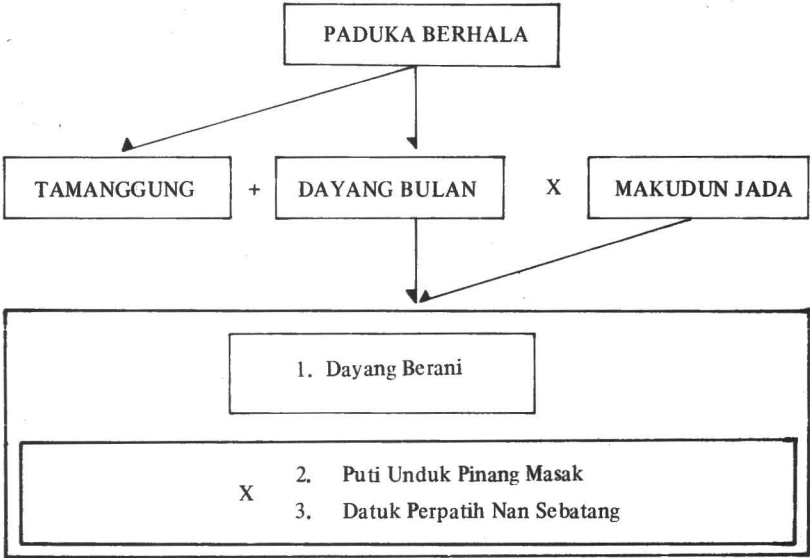 PADUKA BERHALA
TAMANGGUNG + DAYANG BULAN X MAKUDUN JADA
1. Dayang Berani
X 2. Puti Unduk Pinang Masak
3. Datuk Perpatih Nan Sebatang